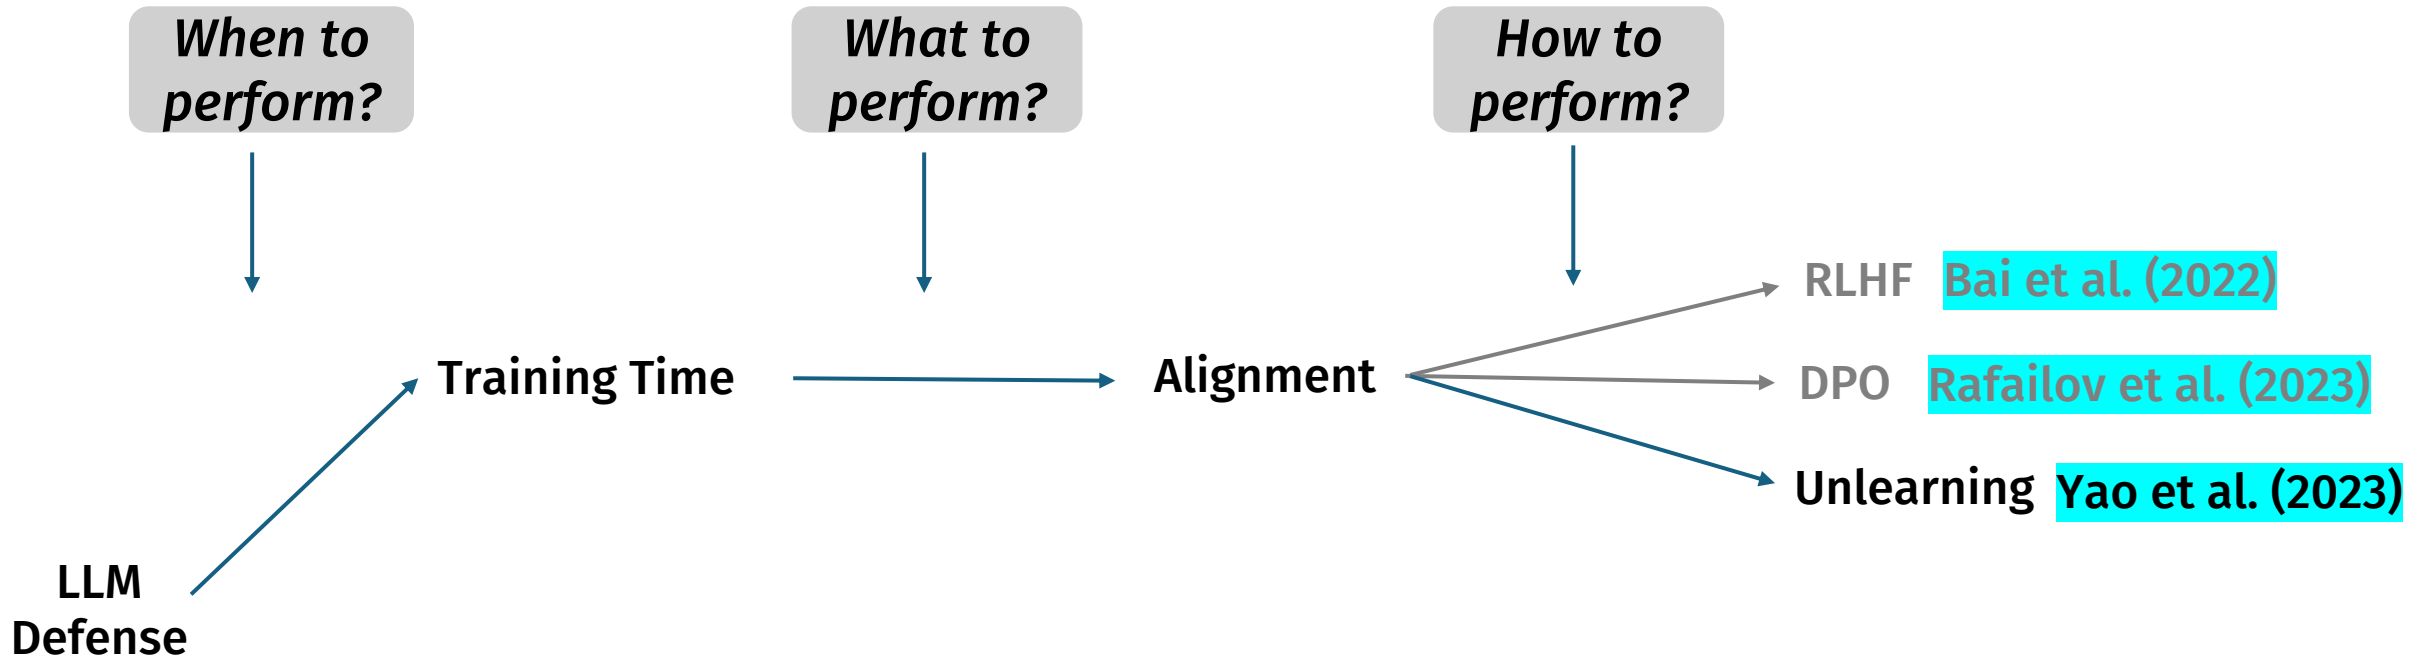 When to
perform?
What to
perform?
How to
perform?
RLHF Bai et al. (2022)
Training Time
Alignment
DPO Rafailov et al. (2023)
Unlearning Yao et al. (2023)
LLM
Defense